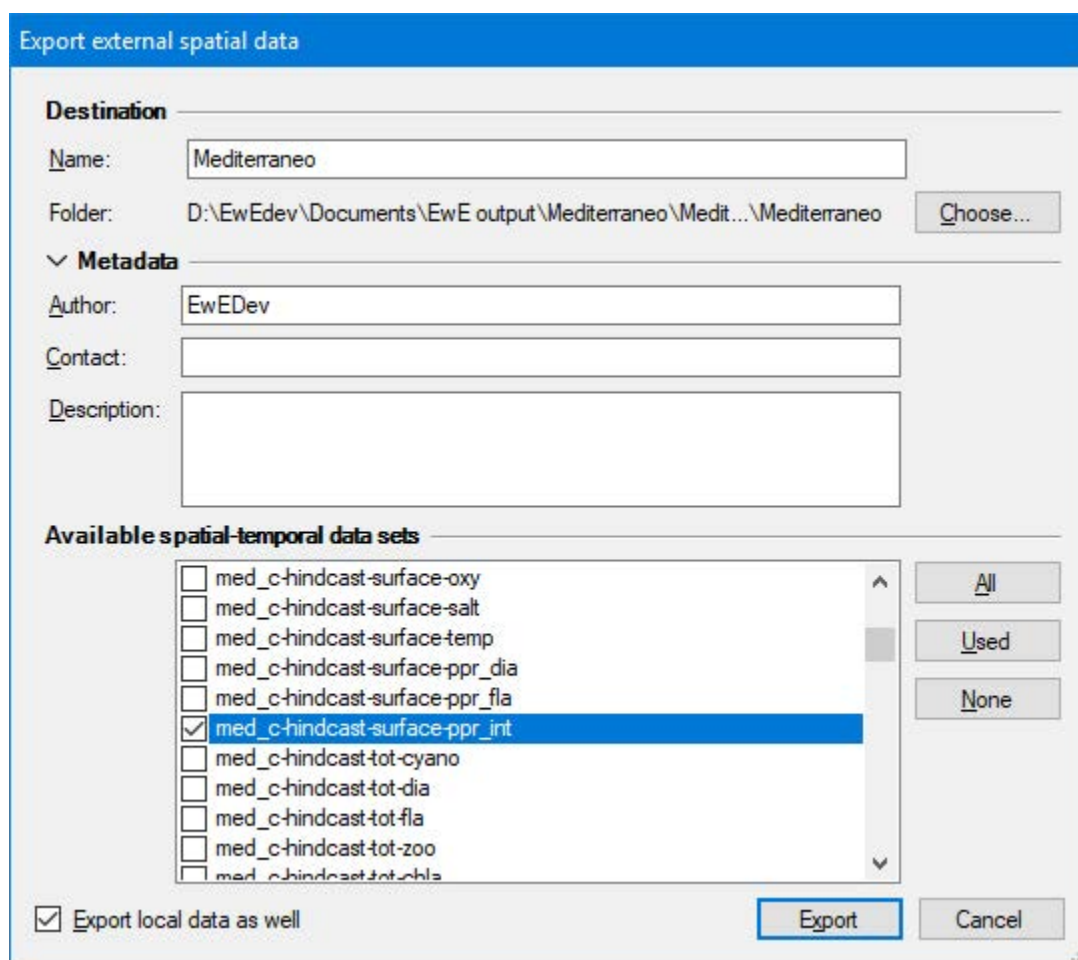 Export external spatial data
Destination
Name: Mediterraneo
Folder: D:\EwEdev\Documents\EwE output\Mediterraneo\Medit...\Mediterraneo Choose...
Metadata
Author: EwEDev
Contact:
Description:
Available spatial-temporal data sets
med_c-hindcast-surface-oxy
med_c-hindcast-surface-salt
med_c-hindcast-surface-temp
med_c-hindcast-surface-ppr_dia
med_c-hindcast-surface-ppr_fla
med_c-hindcast-surface-ppr_int
med_c-hindcast-tot-cyano
med_c-hindcast-tot-dia
med_c-hindcast-tot-fla
med_c-hindcast-tot-zoo
med_c-hindcast-tot-chla
All
Used
None
Export local data as well
Export Cancel